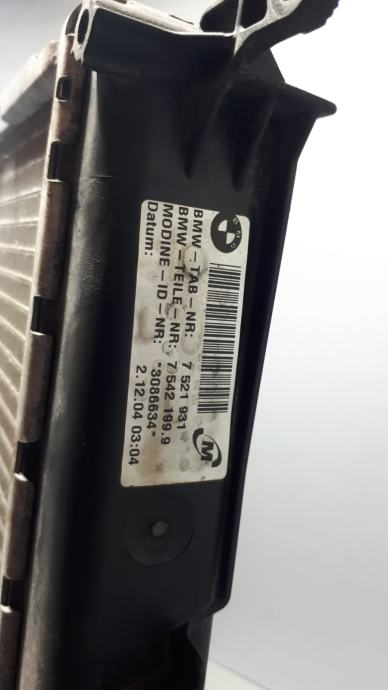 BMW-TAB-NR: 7 521 931
BMW-TEILE-NR: 7 542 199.9
MODINE-ID-NR: *3086634*
Datum: 2.12.04 03:04